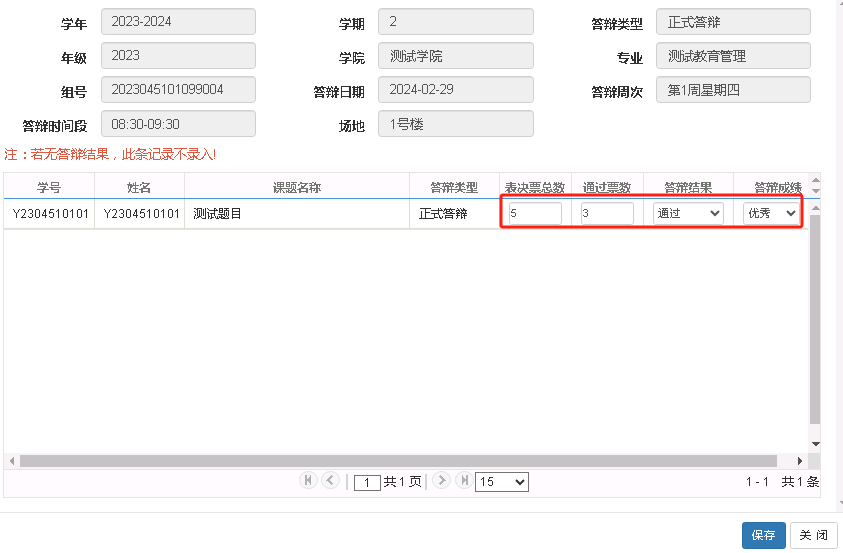 学年 2023-2024 学期 2 答辩类型 正式答辩
年级 2023 学院 测试学院 专业 测试教育管理
组号 2023045101099004 答辩日期 2024-02-29 答辩周次 第1周星期四
答辩时间段 08:30-09:30 场地 1号楼
注：若无答辩结果，此条记录不录入!
学号 姓名 课题名称 答辩类型 表决票总数 通过票数 答辩结果 答辩成绩
Y2304510101 Y2304510101 测试题目 正式答辩 5 3 通过 优秀
1 共1页 15 1 - 1 共1条
保存 关 闭